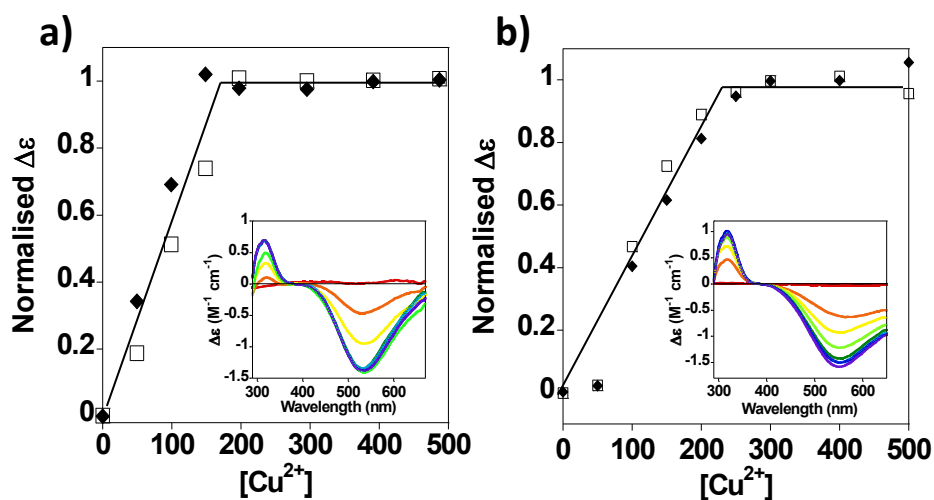 a)
1
0.8
0.6
0.4
0.2
0
Normalised Δε
0 100 200 300 400 500
[Cu²⁺]
1
0.5
0
-0.5
-1
-1.5
Δε (M⁻¹ cm⁻¹)
300 400 500 600
Wavelength (nm)
b)
1
0.8
0.6
0.4
0.2
0
Normalised Δε
0 100 200 300 400 500
[Cu²⁺]
1
0.5
0
-0.5
-1
-1.5
Δε (M⁻¹ cm⁻¹)
300 400 500 600
Wavelength (nm)